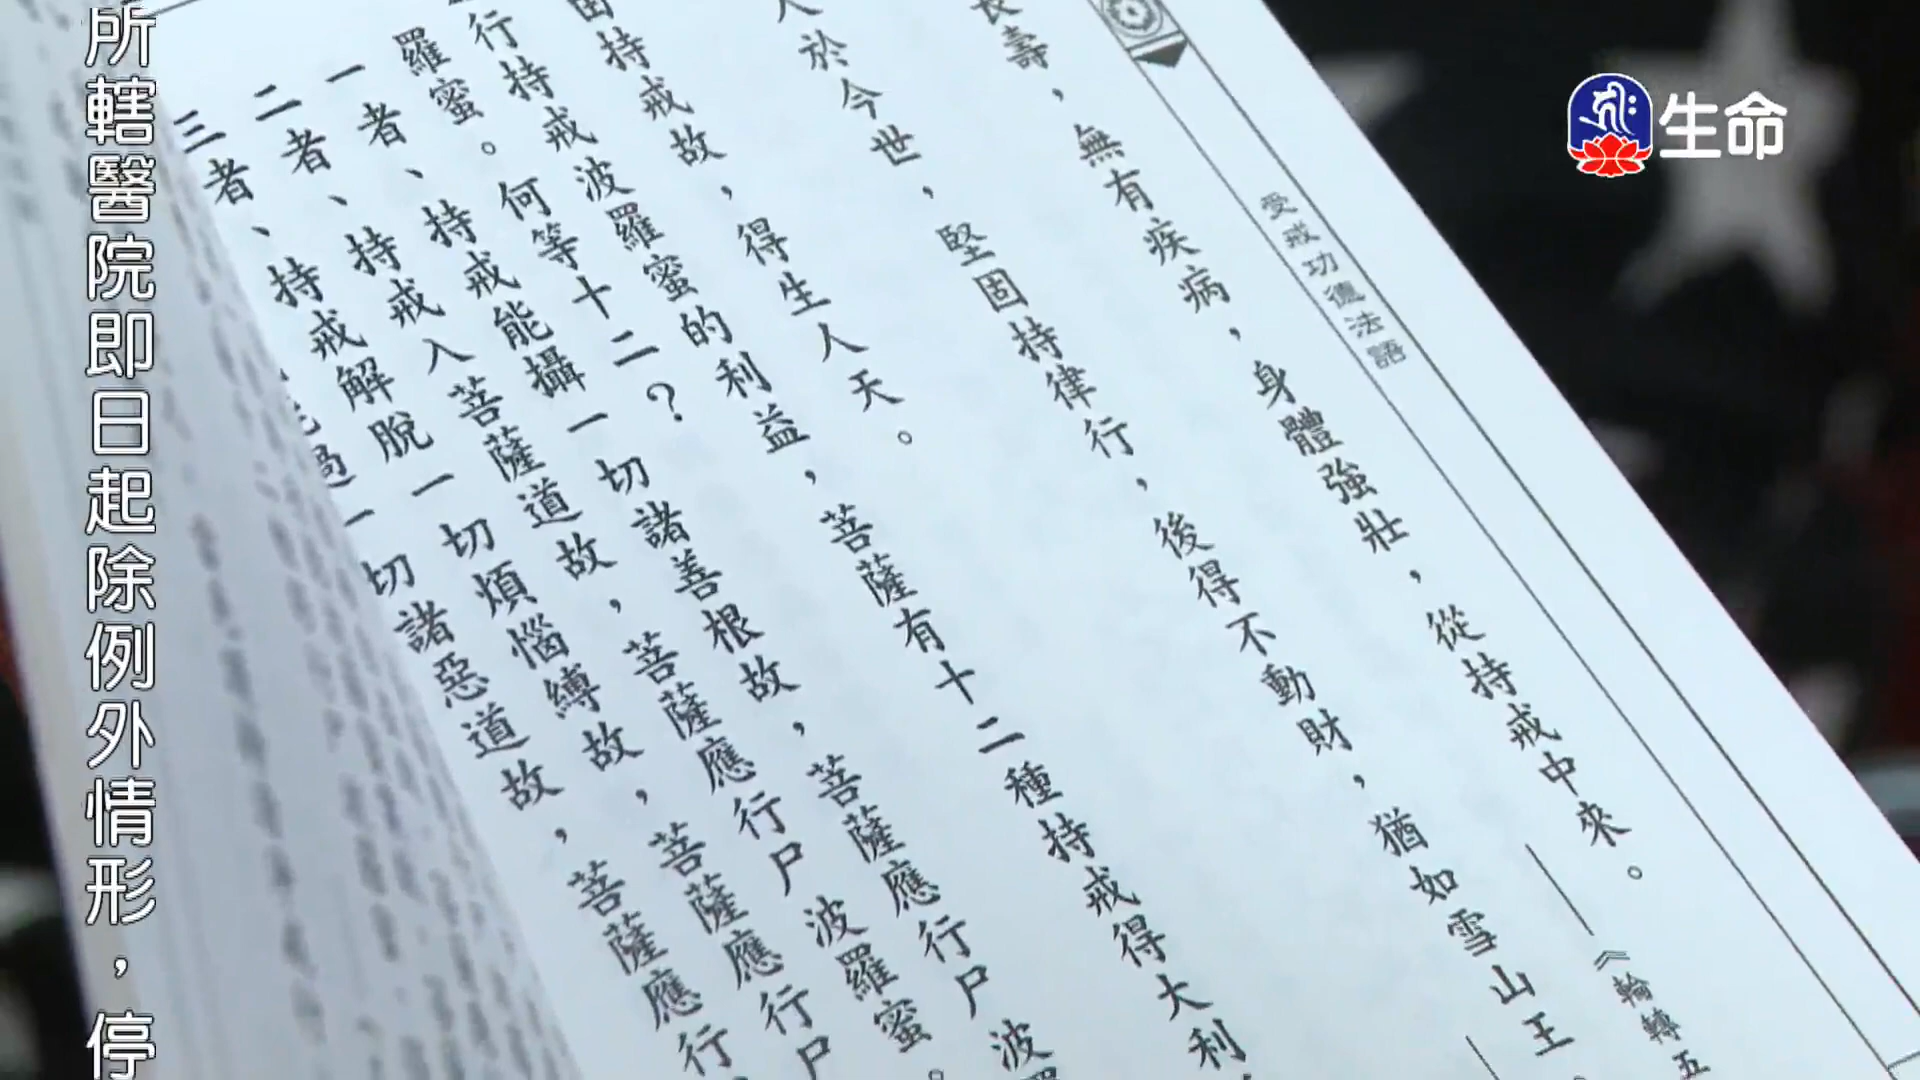 生命
所轄醫院即日起除例外情形，停
受戒功德法語
長壽，無有疾病，身體強壯，從持戒中來。——《輪轉五
人於今世，堅固持律行，後得不動財，猶如雪山王。
由持戒故，得生人天。
行持戒波羅蜜的利益，菩薩有十二種持戒得大利
羅蜜。何等十二？
一者、持戒能攝一切諸善根故，菩薩應行尸波羅蜜。
二者、持戒入菩薩道故，菩薩應行尸波羅蜜。
三者、持戒解脫一切煩惱縛故，菩薩應行尸
過一切諸惡道故，菩薩應行